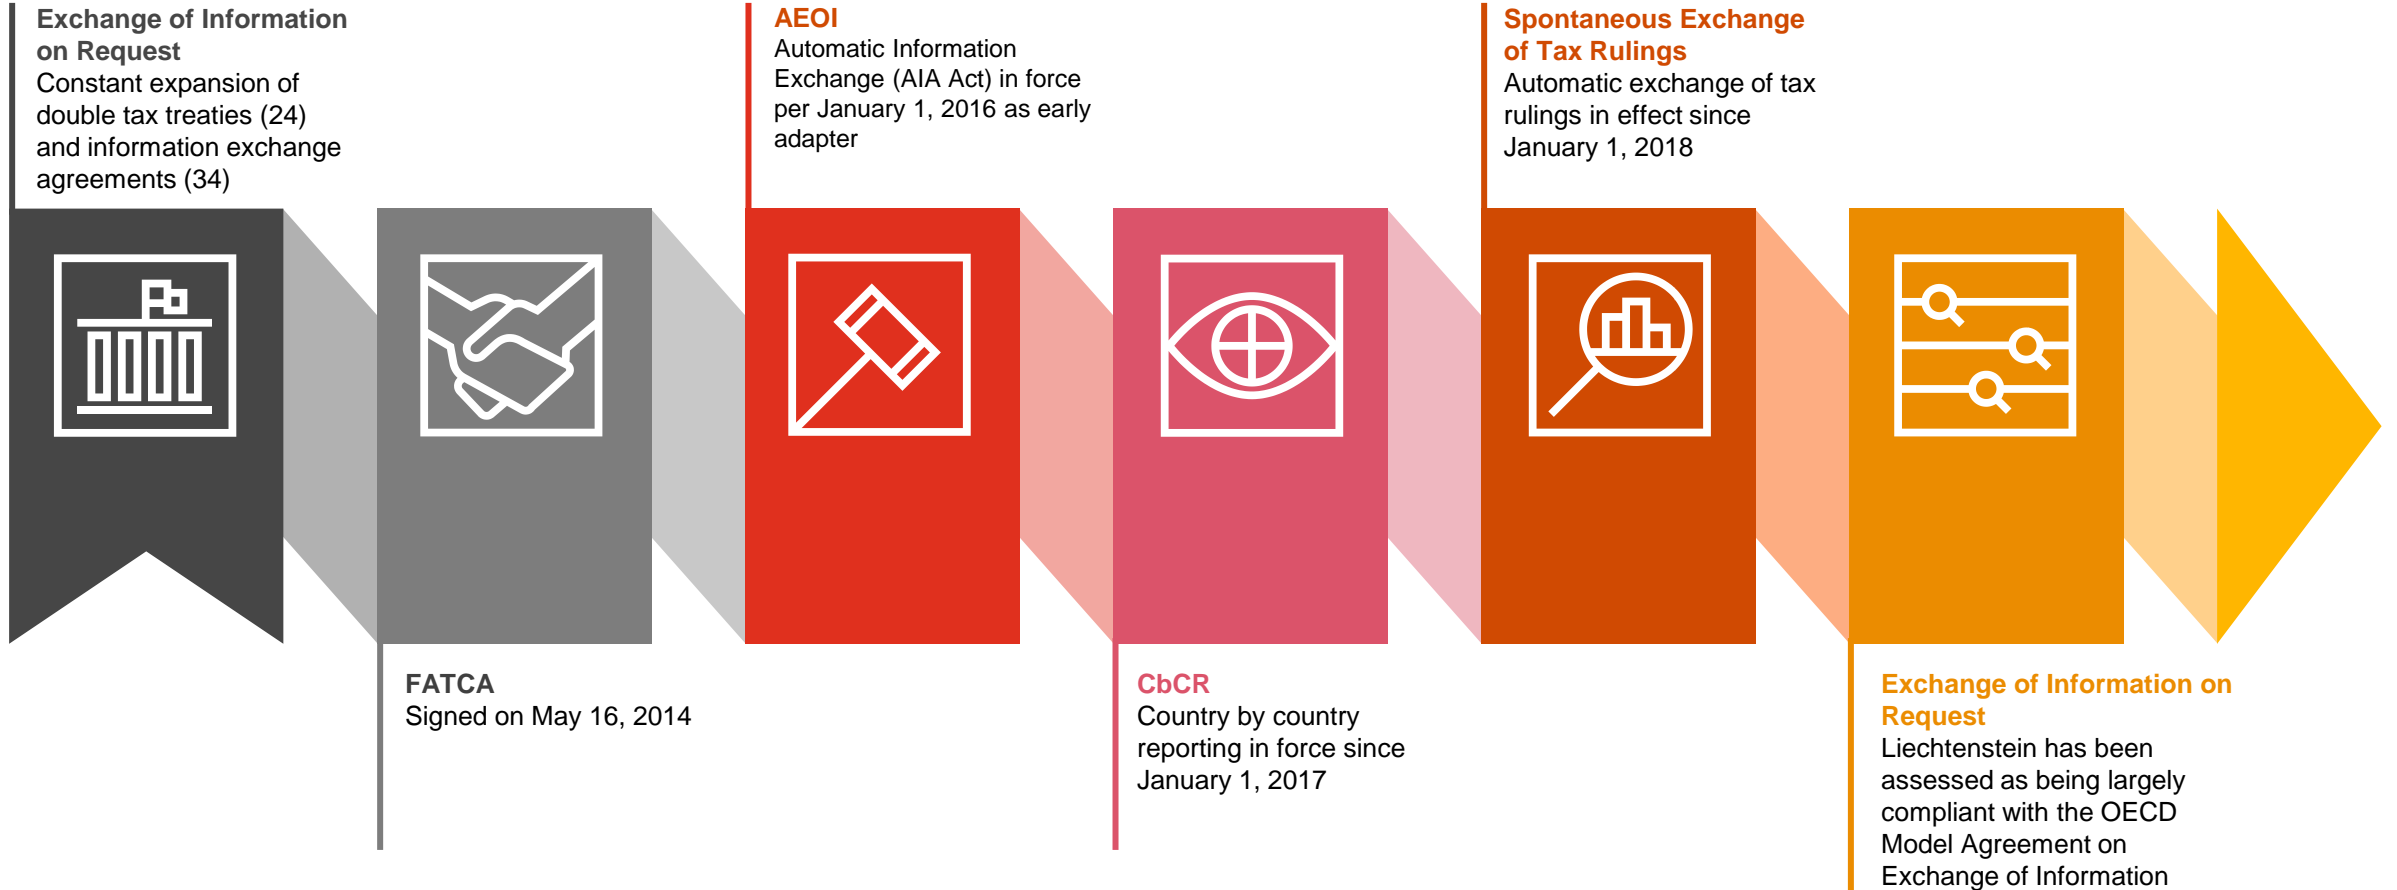 Exchange of Information
on Request
Constant expansion of
double tax treaties (24)
and information exchange
agreements (34)
FATCA
Signed on May 16, 2014
AEOI
Automatic Information
Exchange (AIA Act) in force
per January 1, 2016 as early
adapter
CbCR
Country by country
reporting in force since
January 1, 2017
Spontaneous Exchange
of Tax Rulings
Automatic exchange of tax
rulings in effect since
January 1, 2018
Exchange of Information on
Request
Liechtenstein has been
assessed as being largely
compliant with the OECD
Model Agreement on
Exchange of Information